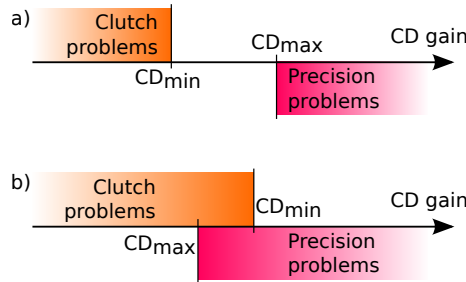 a)
Clutch
problems
CDmax
CD gain
CDmin
Precision
problems
b)
Clutch
problems
CDmin
CD gain
CDmax
Precision
problems